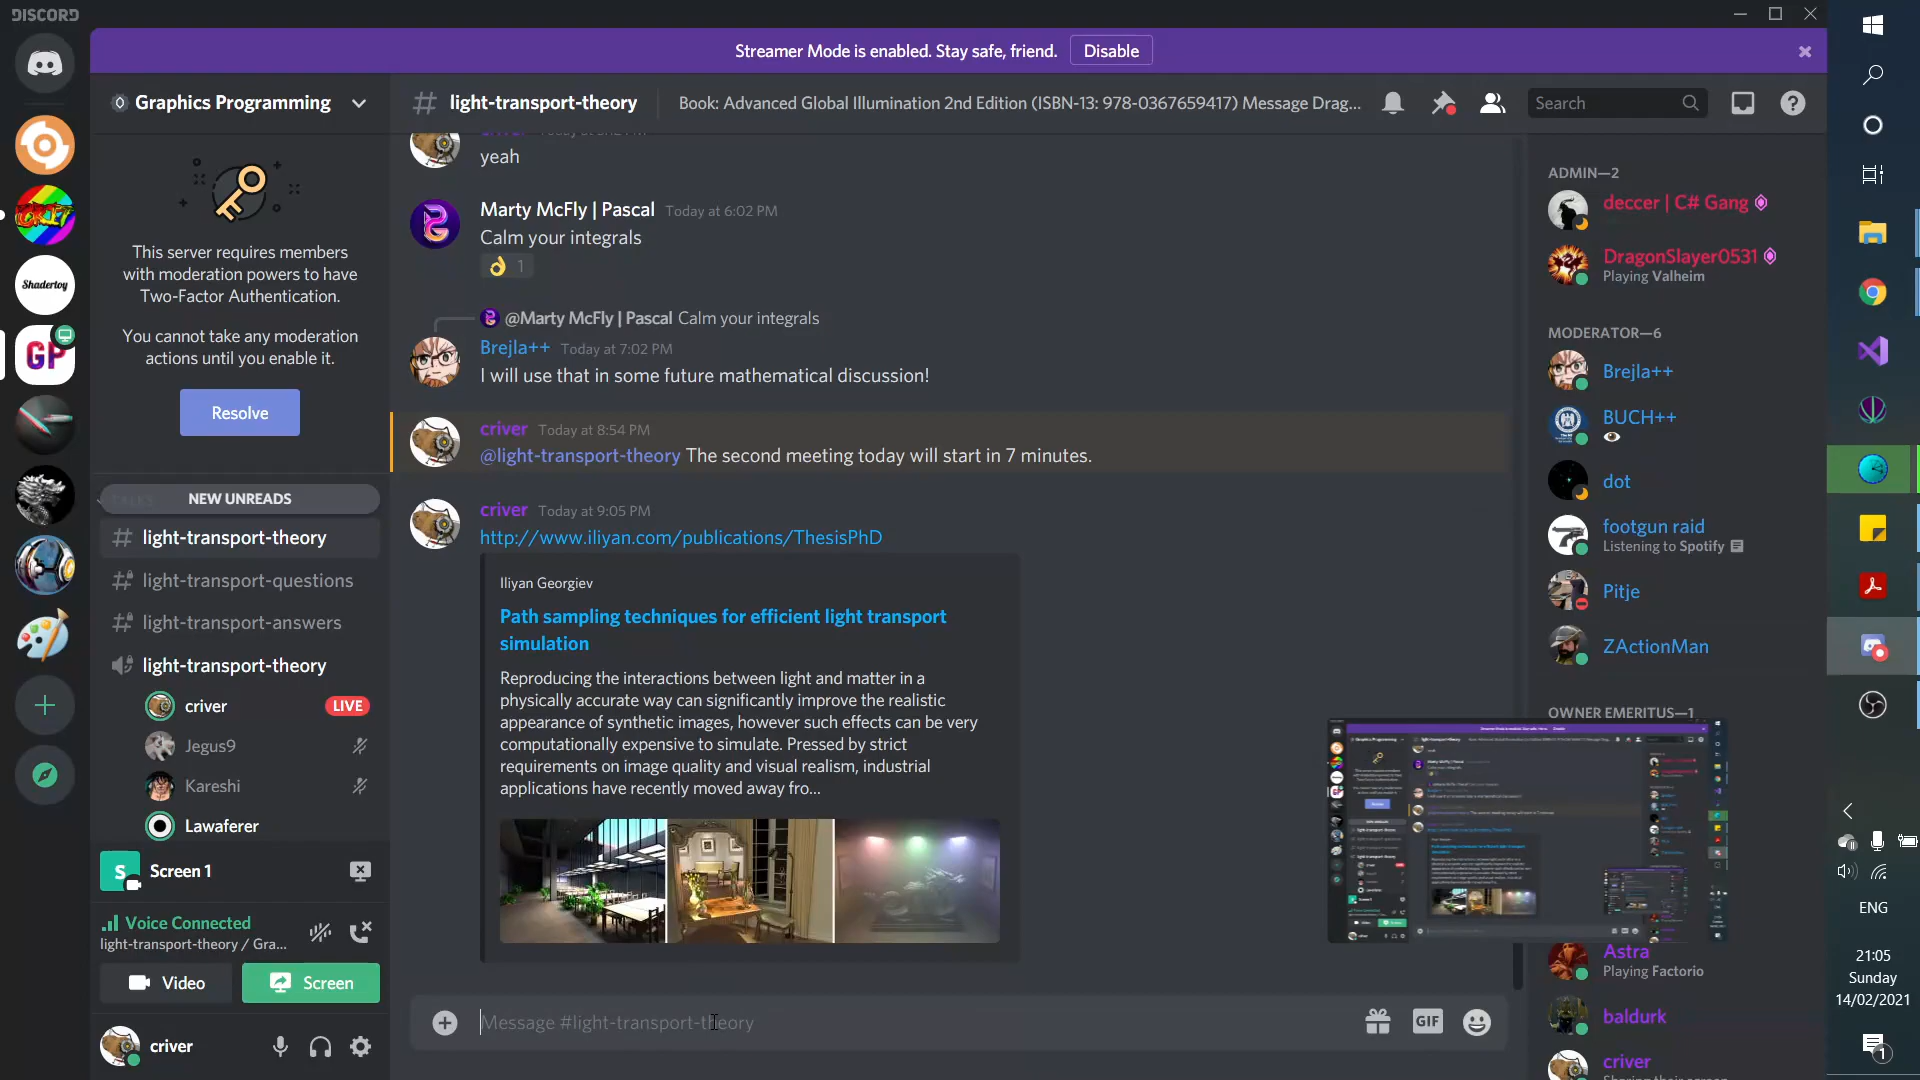 DISCORD
Streamer Mode is enabled. Stay safe, friend. Disable
Graphics Programming
light-transport-theory
Book: Advanced Global Illumination 2nd Edition (ISBN-13: 978-0367659417) Message Drag...
Search
This server requires members
with moderation powers to have
Two-Factor Authentication.
You cannot take any moderation
actions until you enable it.
Resolve
NEW UNREADS
light-transport-theory
light-transport-questions
light-transport-answers
light-transport-theory
criver LIVE
Jegus9
Kareshi
Lawaferer
Screen 1
Voice Connected
light-transport-theory / Gra...
Video
Screen
criver
Shadertoy
GP
yeah
Marty McFly | Pascal Today at 6:02 PM
Calm your integrals
1
@Marty McFly | Pascal Calm your integrals
Brejla++ Today at 7:02 PM
I will use that in some future mathematical discussion!
criver Today at 8:54 PM
@light-transport-theory The second meeting today will start in 7 minutes.
criver Today at 9:05 PM
http://www.iliyan.com/publications/ThesisPhD
Iliyan Georgiev
Path sampling techniques for efficient light transport
simulation
Reproducing the interactions between light and matter in a
physically accurate way can significantly improve the realistic
appearance of synthetic images, however such effects can be very
computationally expensive to simulate. Pressed by strict
requirements on image quality and visual realism, industrial
applications have recently moved away fro...
Message #light-transport-theory
GIF
ADMIN—2
deccer | C# Gang
DragonSlayer0531
Playing Valheim
MODERATOR—6
Brejla++
BUCH++
dot
footgun raid
Listening to Spotify
Pitje
ZActionMan
OWNER EMERITUS—1
Astra
Playing Factorio
baldurk
criver
ENG
21:05
Sunday
14/02/2021
1